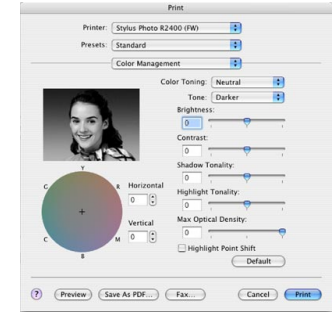 Print
Printer: Stylus Photo R2400 (FW)
Presets: Standard
Color Management
Color Toning: Neutral
Tone: Darker
Brightness:
0
Contrast:
0
Shadow Tonality:
0
Highlight Tonality:
0
Max Optical Density:
0
Highlight Point Shift
Default
Y
G R
C M
B
Horizontal
0
Vertical
0
? Preview Save As PDF... Fax... Cancel Print